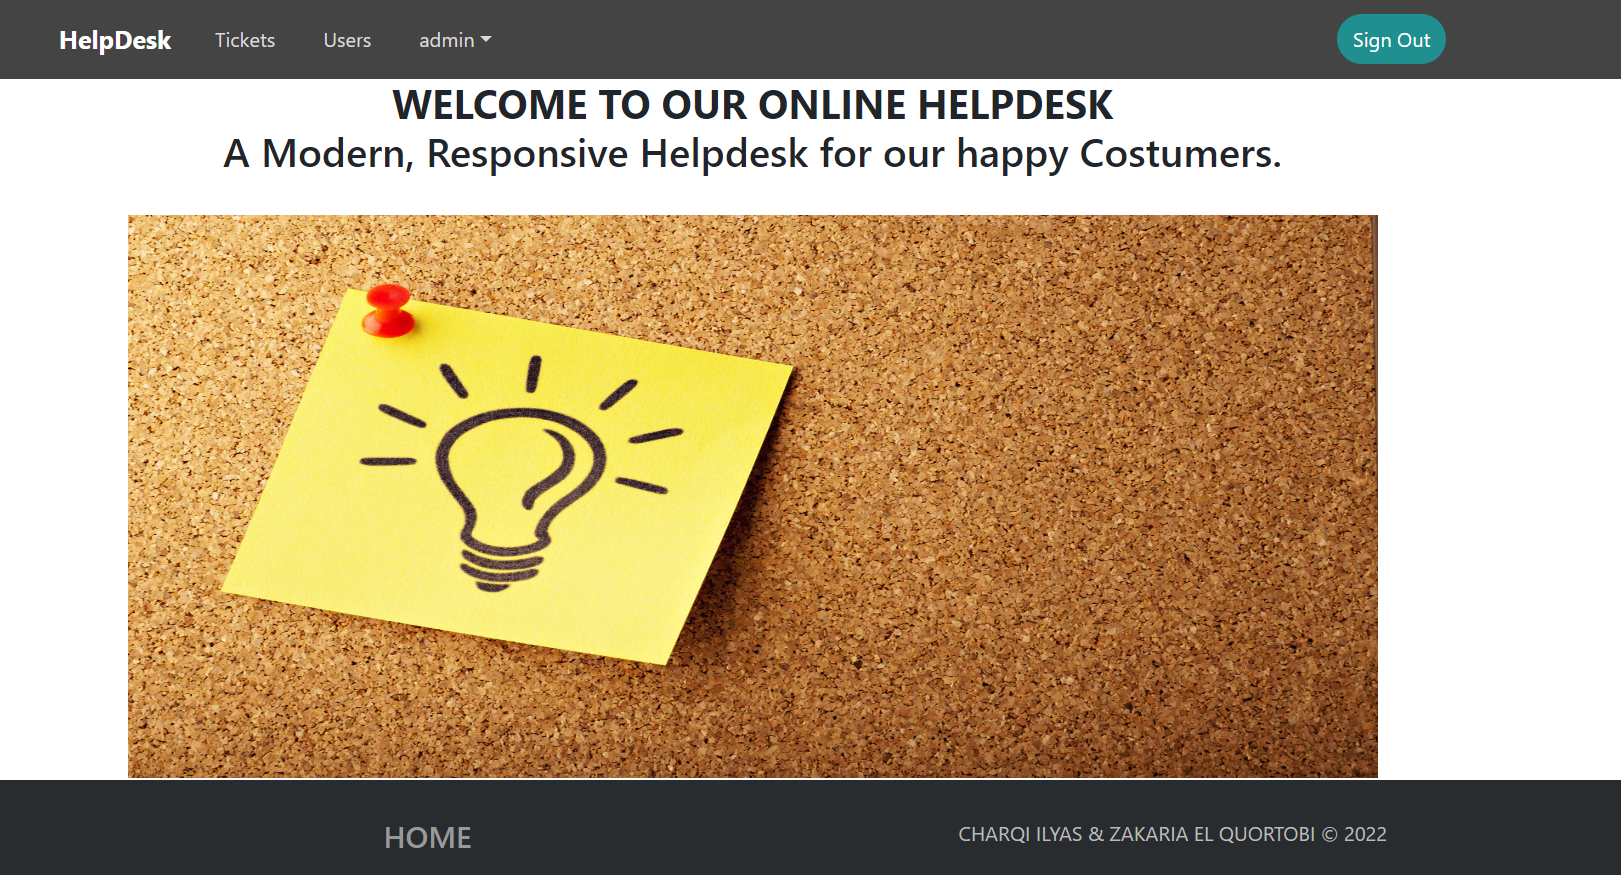 HelpDesk Tickets Users admin Sign Out
WELCOME TO OUR ONLINE HELPDESK
A Modern, Responsive Helpdesk for our happy Costumers.
HOME CHARQI ILYAS & ZAKARIA EL QUORTOBI © 2022